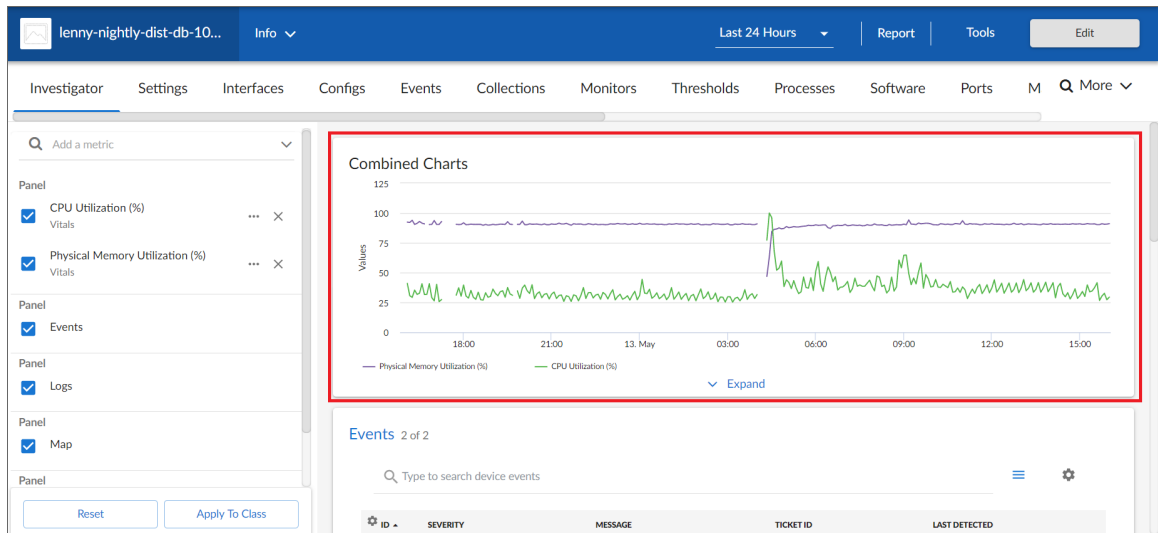 lenny-nightly-dist-db-10...
Info
Last 24 Hours
Report
Tools
Edit
Investigator
Settings
Interfaces
Configs
Events
Collections
Monitors
Thresholds
Processes
Software
Ports
M
More
Add a metric
Panel
CPU Utilization (%)
Vitals
Physical Memory Utilization (%)
Vitals
Panel
Events
Panel
Logs
Panel
Map
Panel
Reset
Apply To Class
Combined Charts
Values
125
100
75
50
25
0
18:00
21:00
13. May
03:00
06:00
09:00
12:00
15:00
Physical Memory Utilization (%)
CPU Utilization (%)
Expand
Events 2 of 2
Type to search device events
ID
SEVERITY
MESSAGE
TICKET ID
LAST DETECTED